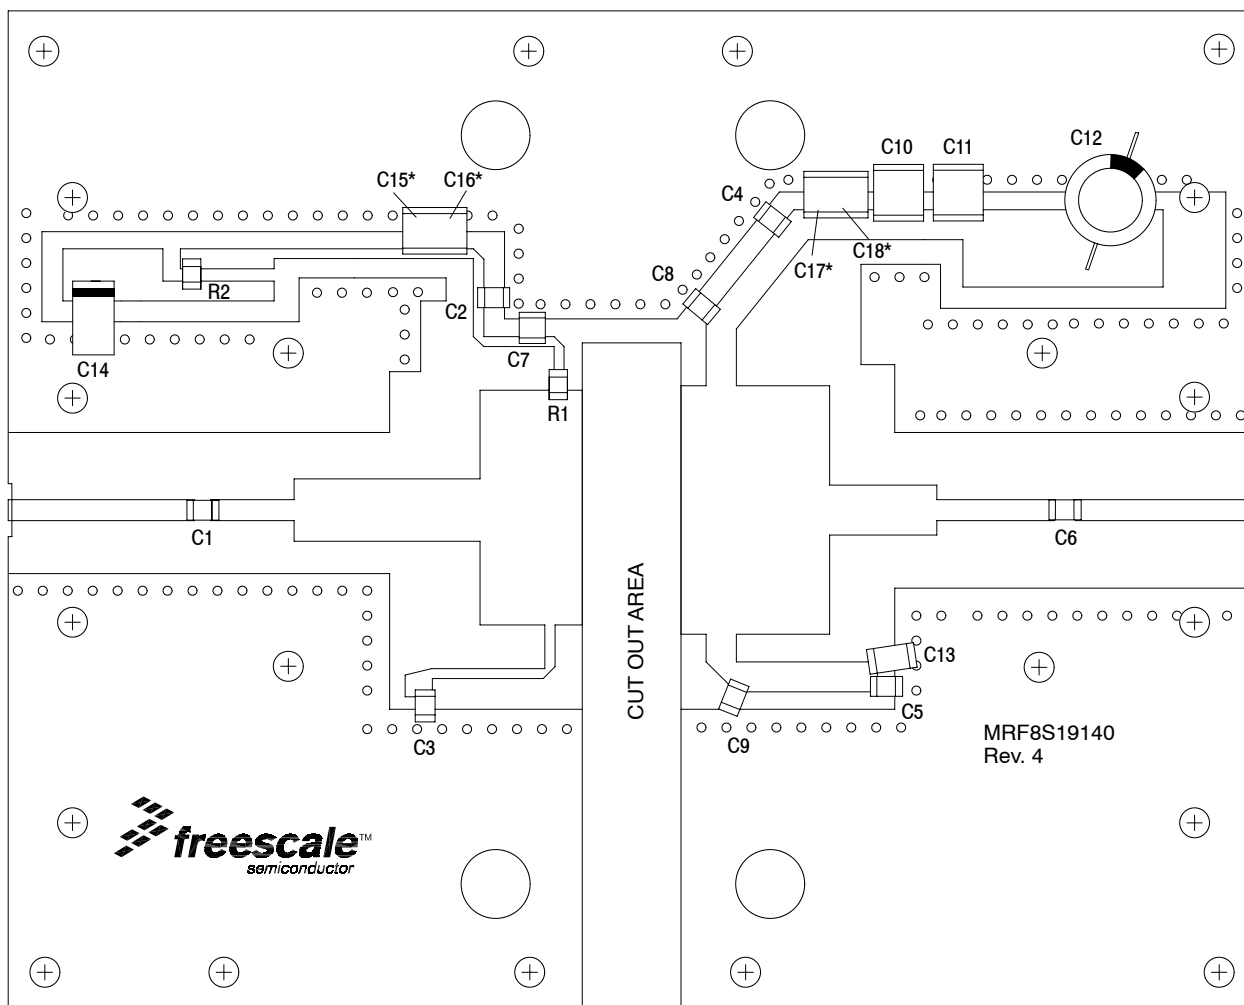 C12
C10 C11
C15* C16*
C4
C17* C18*
C8
R2
C2
C7
C14
R1
C1
C6
CUT OUT AREA
C13
C5
C3
C9
MRF8S19140
Rev. 4
freescale™
semiconductor